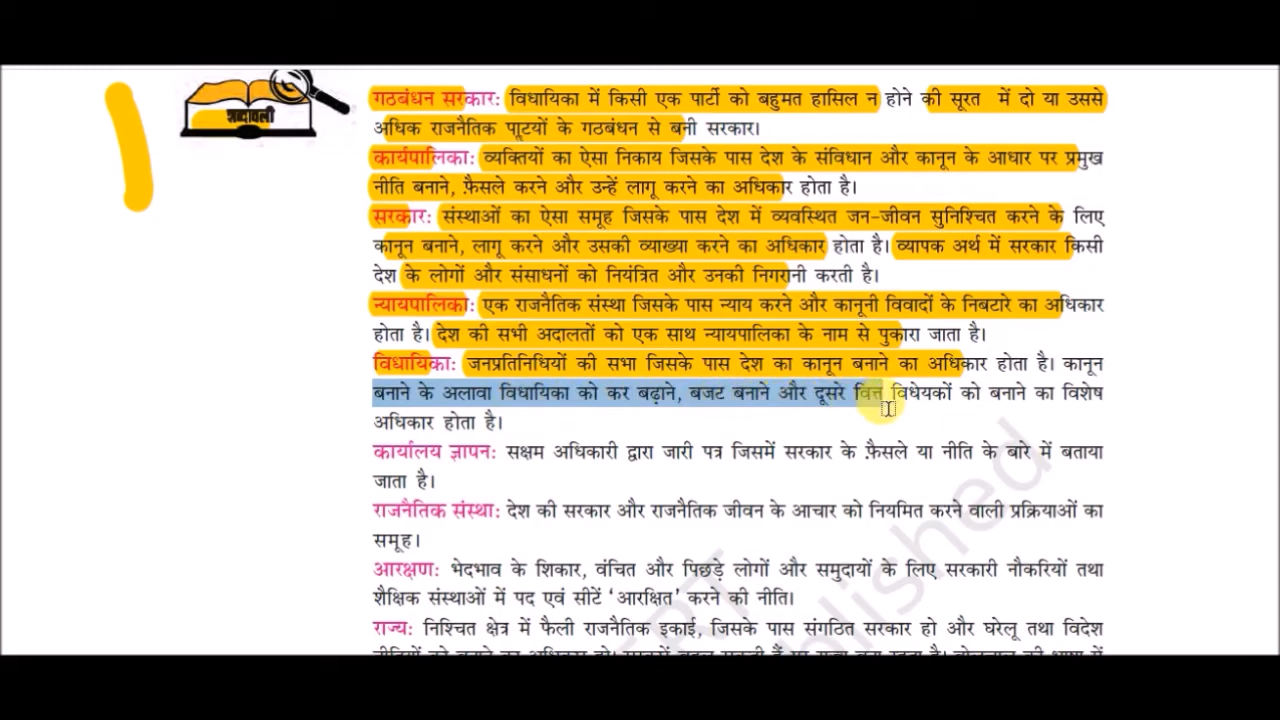 शब्दावली
गठबंधन सरकार: विधायिका में किसी एक पार्टी को बहुमत हासिल न होने की सूरत में दो या उससे
अधिक राजनैतिक पाूटयों के गठबंधन से बनी सरकार।
कार्यपालिका: व्यक्तियों का ऐसा निकाय जिसके पास देश के संविधान और कानून के आधार पर प्रमुख
नीति बनाने, फ़ैसले करने और उन्हें लागू करने का अधिकार होता है।
सरकार: संस्थाओं का ऐसा समूह जिसके पास देश में व्यवस्थित जन-जीवन सुनिश्चित करने के लिए
कानून बनाने, लागू करने और उसकी व्याख्या करने का अधिकार होता है। व्यापक अर्थ में सरकार किसी
देश के लोगों और संसाधनों को नियंत्रित और उनकी निगरानी करती है।
न्यायपालिका: एक राजनैतिक संस्था जिसके पास न्याय करने और कानूनी विवादों के निबटारे का अधिकार
होता है। देश की सभी अदालतों को एक साथ न्यायपालिका के नाम से पुकारा जाता है।
विधायिका: जनप्रतिनिधियों की सभा जिसके पास देश का कानून बनाने का अधिकार होता है। कानून
बनाने के अलावा विधायिका को कर बढ़ाने, बजट बनाने और दूसरे वित्त विधेयकों को बनाने का विशेष
अधिकार होता है।
कार्यालय ज्ञापन: सक्षम अधिकारी द्वारा जारी पत्र जिसमें सरकार के फ़ैसले या नीति के बारे में बताया
जाता है।
राजनैतिक संस्था: देश की सरकार और राजनैतिक जीवन के आचार को नियमित करने वाली प्रक्रियाओं का
समूह।
आरक्षण: भेदभाव के शिकार, वंचित और पिछड़े लोगों और समुदायों के लिए सरकारी नौकरियों तथा
शैक्षिक संस्थाओं में पद एवं सीटें 'आरक्षित' करने की नीति।
राज्य: निश्चित क्षेत्र में फैली राजनैतिक इकाई, जिसके पास संगठित सरकार हो और घरेलू तथा विदेश